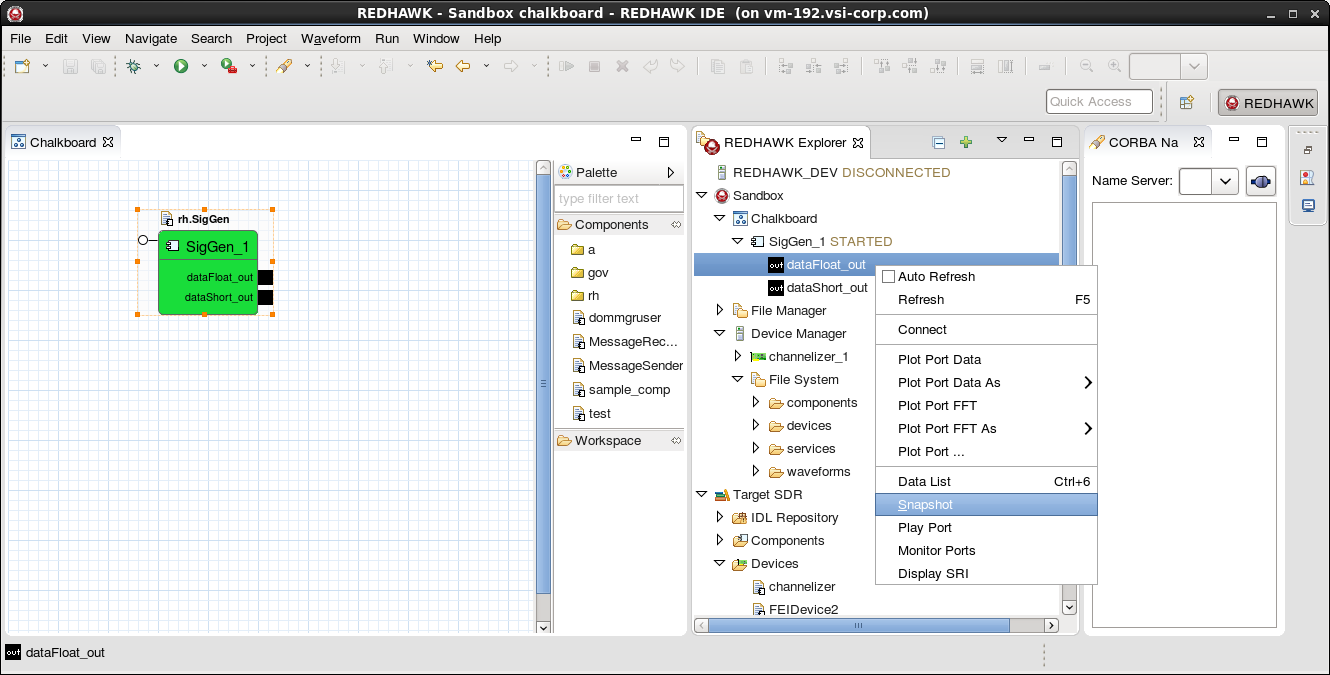 REDHAWK - Sandbox chalkboard - REDHAWK IDE (on vm-192.vsi-corp.com)
File Edit View Navigate Search Project Waveform Run Window Help
Quick Access
REDHAWK
Chalkboard
rh.SigGen
SigGen_1
dataFloat_out
dataShort_out
Palette
type filter text
Components
a
gov
rh
dommgruser
MessageRec...
MessageSender
sample_comp
test
Workspace
REDHAWK Explorer
REDHAWK_DEV DISCONNECTED
Sandbox
Chalkboard
SigGen_1 STARTED
out dataFloat_out
out dataShort_out
File Manager
Device Manager
channelizer_1
File System
components
devices
services
waveforms
Target SDR
IDL Repository
Components
Devices
channelizer
FEIDevice2
Auto Refresh
Refresh F5
Connect
Plot Port Data
Plot Port Data As
Plot Port FFT
Plot Port FFT As
Plot Port ...
Data List Ctrl+6
Snapshot
Play Port
Monitor Ports
Display SRI
CORBA Na
Name Server:
out dataFloat_out